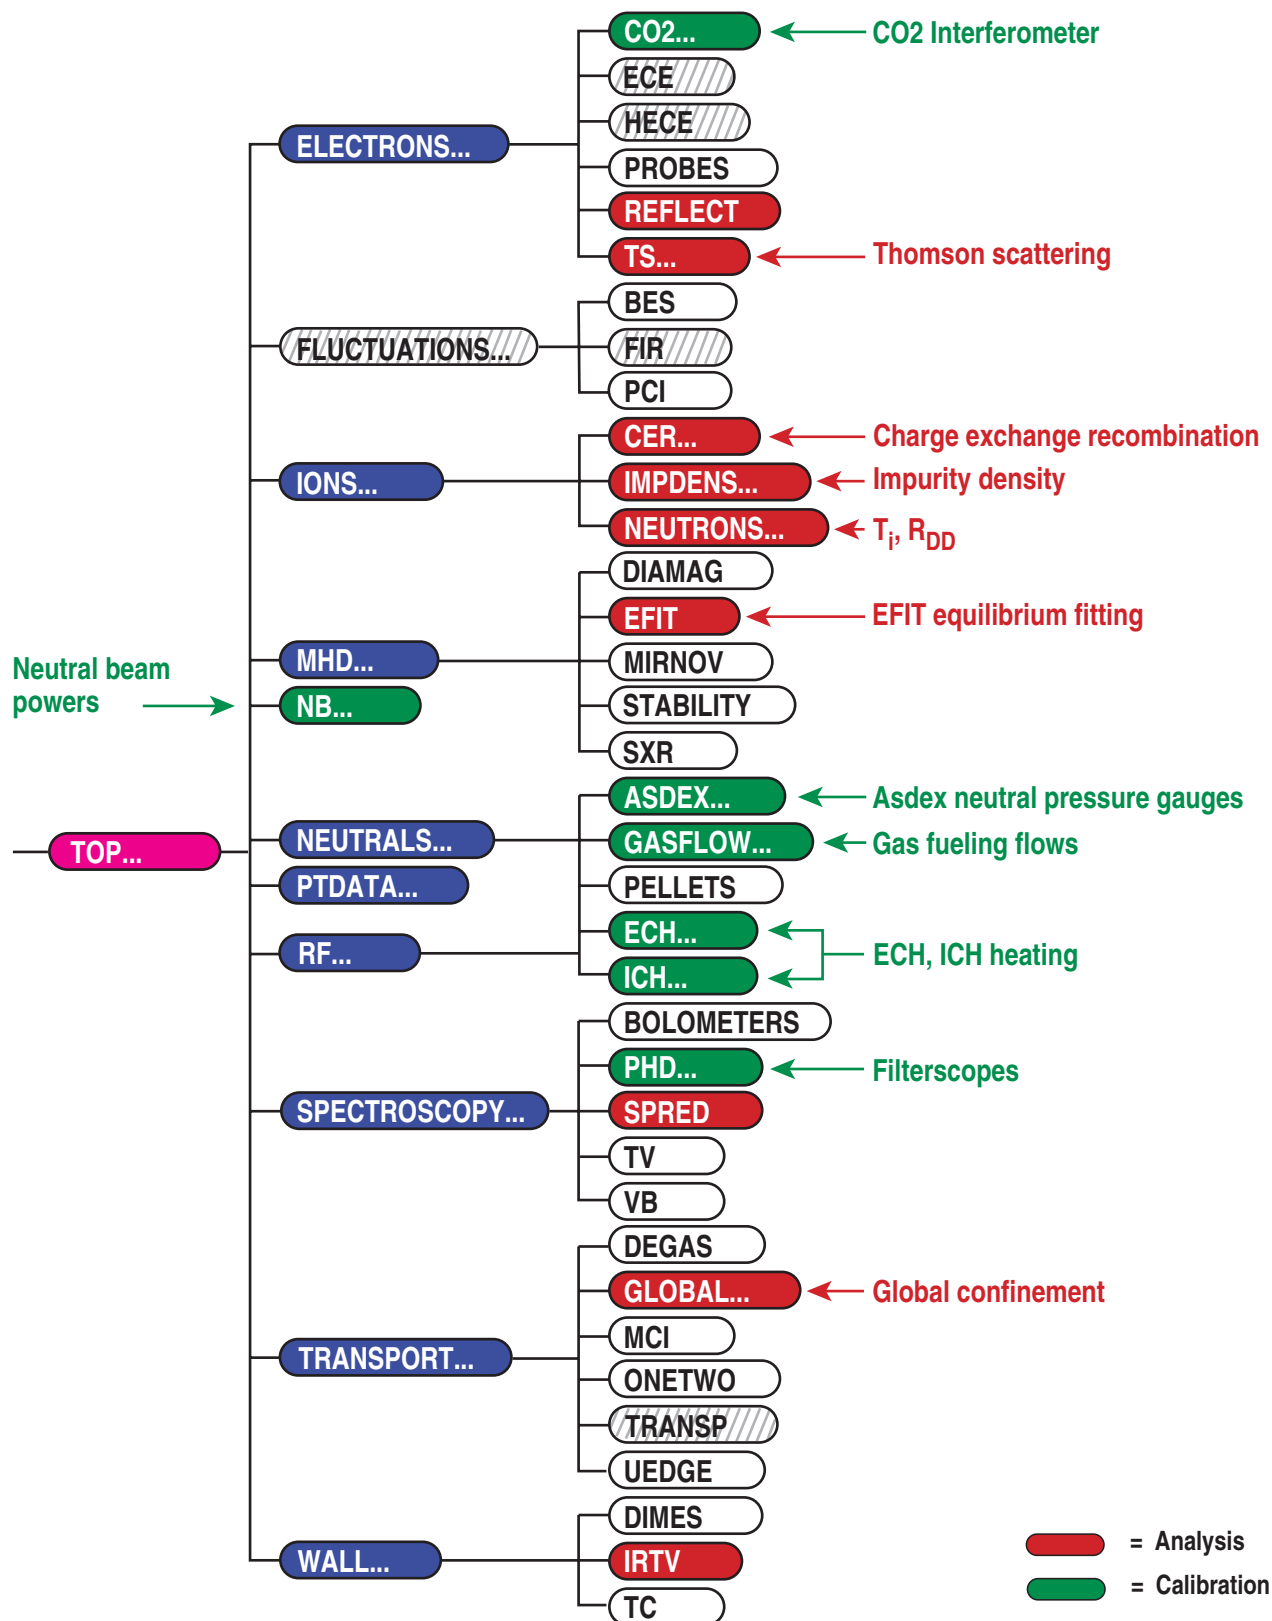 CO2...
CO2 Interferometer
ECE
HECE
ELECTRONS...
PROBES
REFLECT
TS...
Thomson scattering
BES
FLUCTUATIONS...
FIR
PCI
CER...
Charge exchange recombination
IONS...
IMPDENS...
Impurity density
NEUTRONS...
Ti, RDD
DIAMAG
EFIT
EFIT equilibrium fitting
MHD...
MIRNOV
Neutral beam
powers
NB...
STABILITY
SXR
ASDEX...
Asdex neutral pressure gauges
NEUTRALS...
GASFLOW...
Gas fueling flows
TOP...
PTDATA...
PELLETS
ECH...
RF...
ECH, ICH heating
ICH...
BOLOMETERS
PHD...
Filterscopes
SPECTROSCOPY...
SPRED
TV
VB
DEGAS
GLOBAL...
Global confinement
MCI
TRANSPORT...
ONETWO
TRANSP
UEDGE
DIMES
WALL...
IRTV
TC
= Analysis
= Calibration